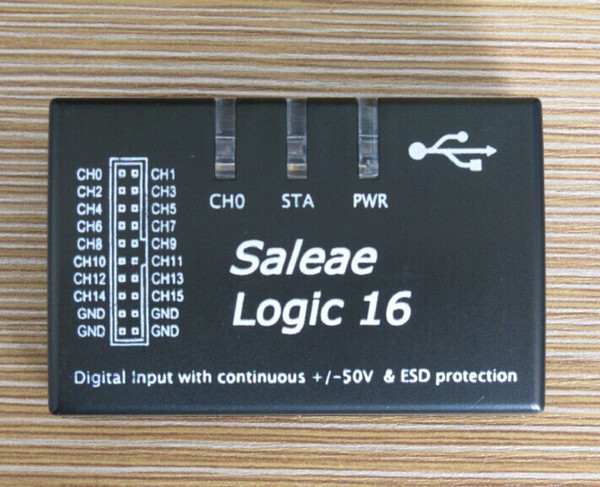 CH0 STA PWR
CH0 CH1
CH2 CH3
CH4 CH5
CH6 CH7
CH8 CH9
CH10 CH11
CH12 CH13
CH14 CH15
GND GND
GND GND
Saleae
Logic 16
Digital Input with continuous +/-50V & ESD protection